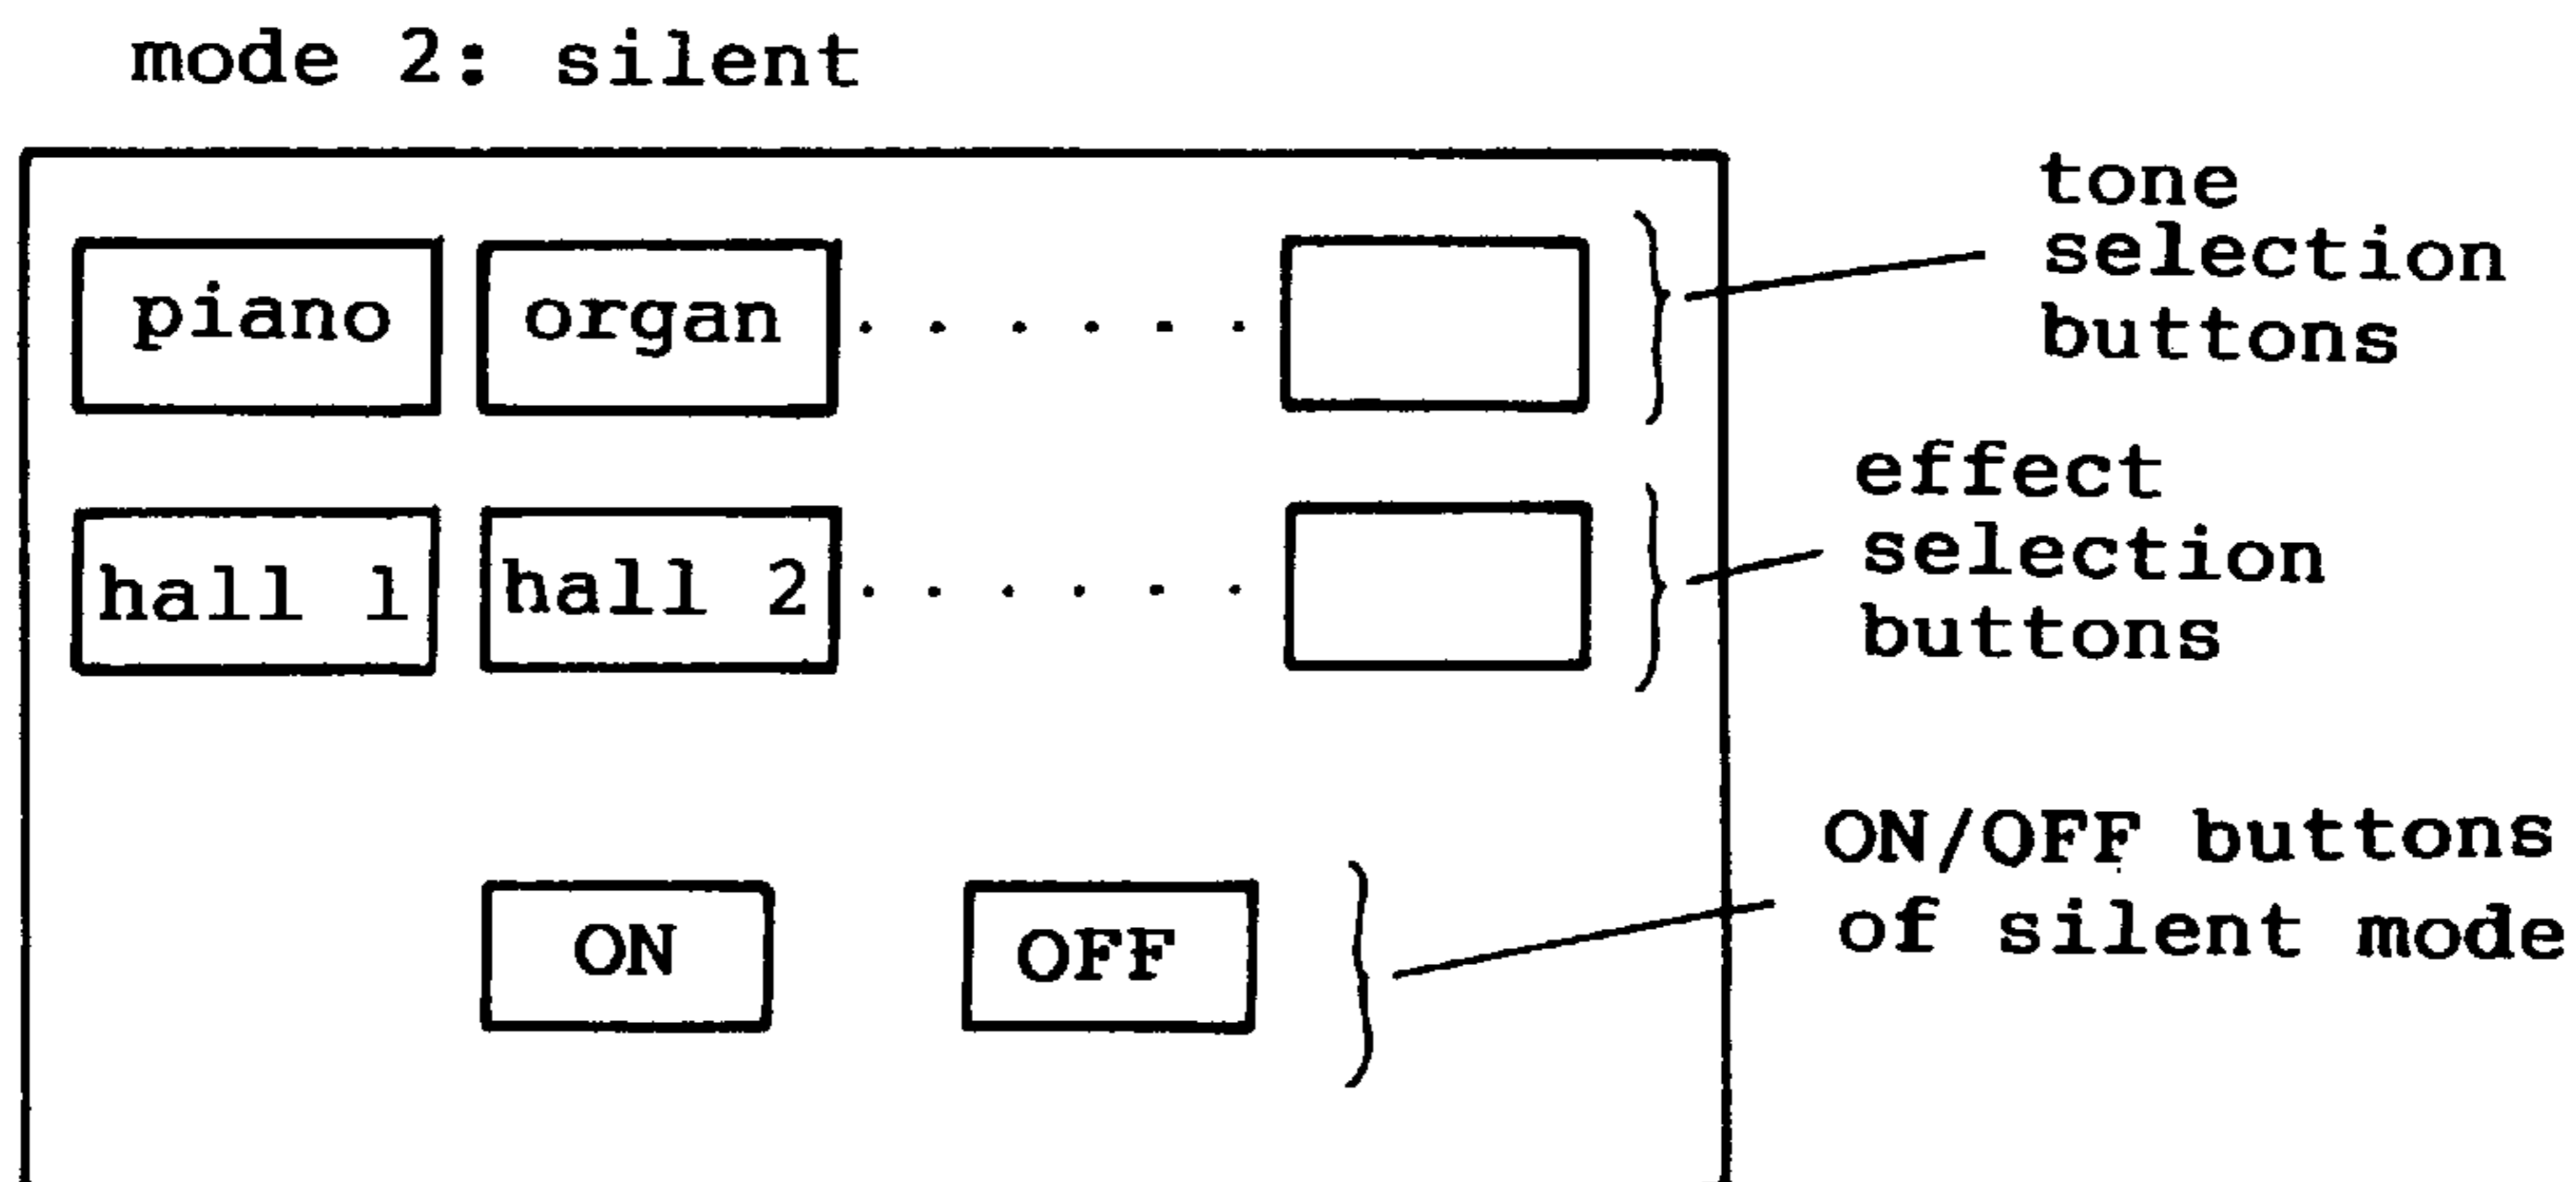 mode 2: silent
piano organ
tone
selection
buttons
hall 1 hall 2
effect
selection
buttons
ON OFF
ON/OFF buttons
of silent mode